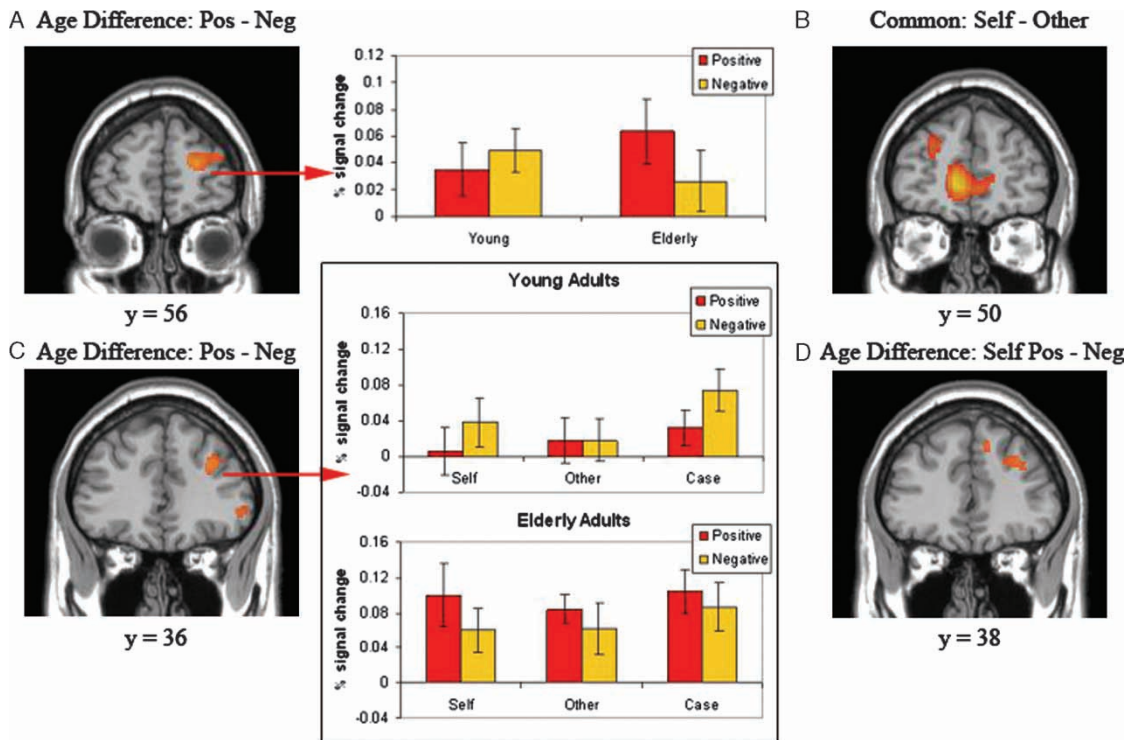 A Age Difference: Pos - Neg
y = 56
% signal change
0.12
0.1
0.08
0.06
0.04
0.02
0
Positive
Negative
Young Elderly
B Common: Self - Other
y = 50
C Age Difference: Pos - Neg
y = 36
Young Adults
% signal change
0.16
0.12
0.08
0.04
0
-0.04
Positive
Negative
Self Other Case
Elderly Adults
% signal change
0.16
0.12
0.08
0.04
0
-0.04
Positive
Negative
Self Other Case
D Age Difference: Self Pos - Neg
y = 38